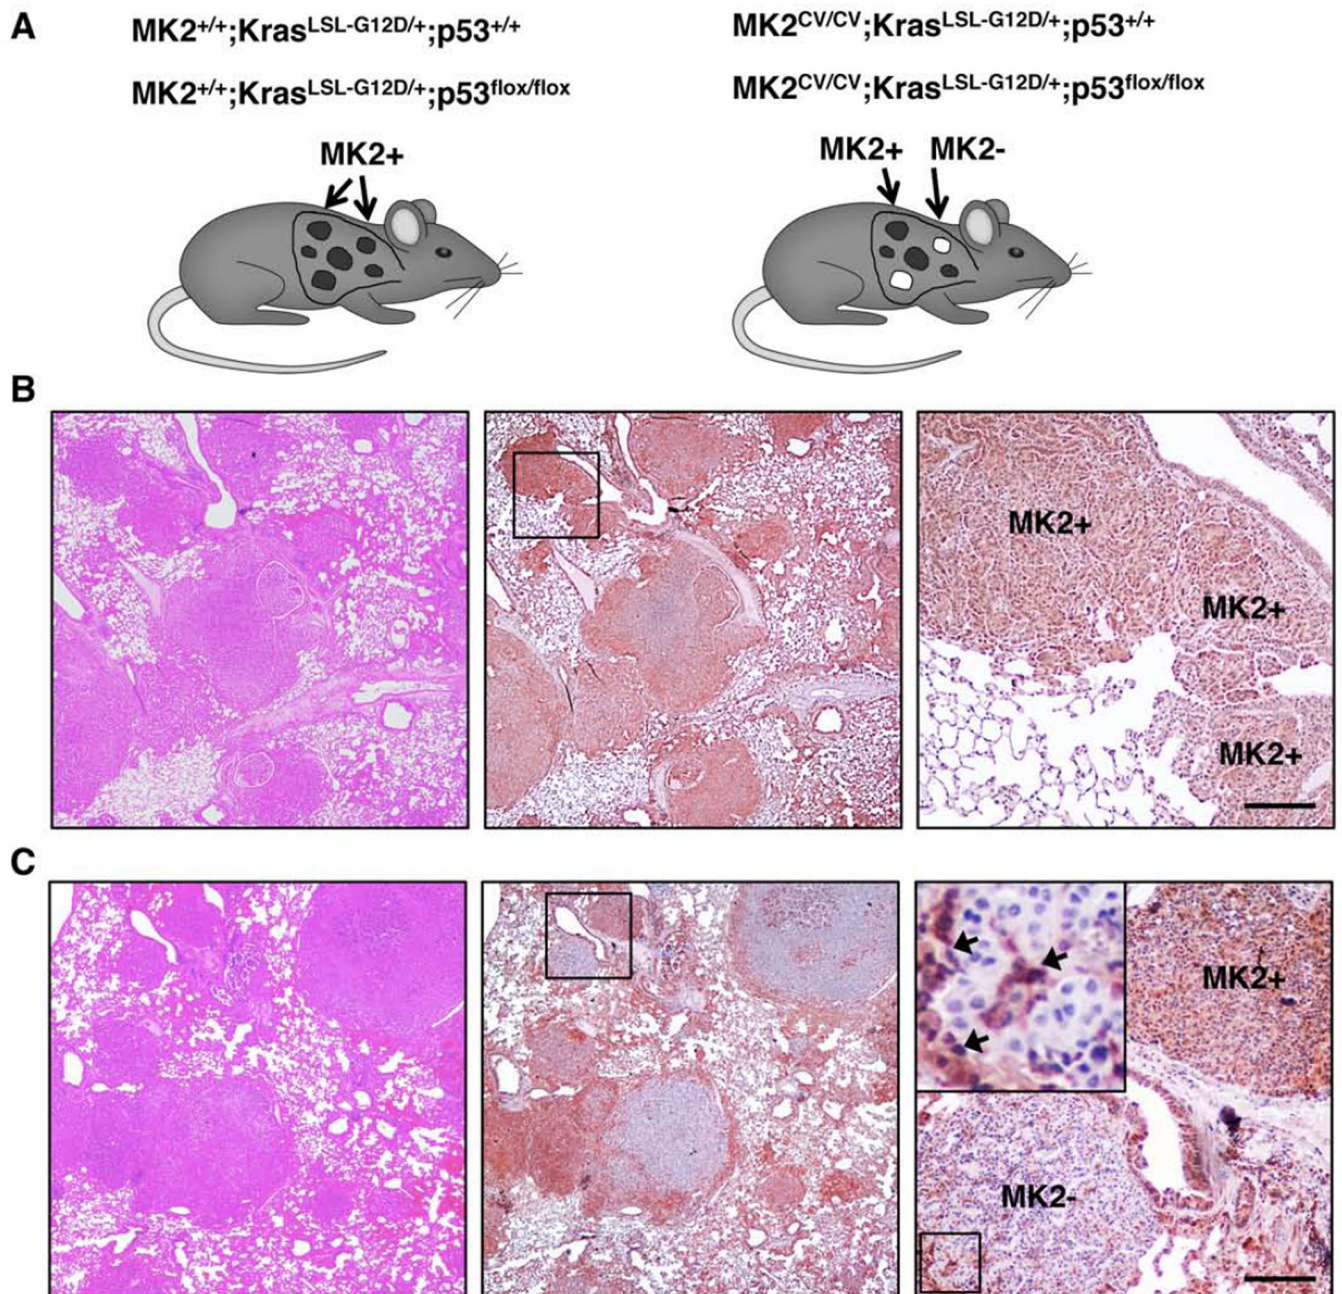 A
MK2+/+;KrasLSL-G12D/+;p53+/+
MK2+/+;KrasLSL-G12D/+;p53flox/flox
MK2+
MK2CV/CV;KrasLSL-G12D/+;p53+/+
MK2CV/CV;KrasLSL-G12D/+;p53flox/flox
MK2+ MK2-
B
MK2+
MK2+
MK2+
C
MK2+
MK2-